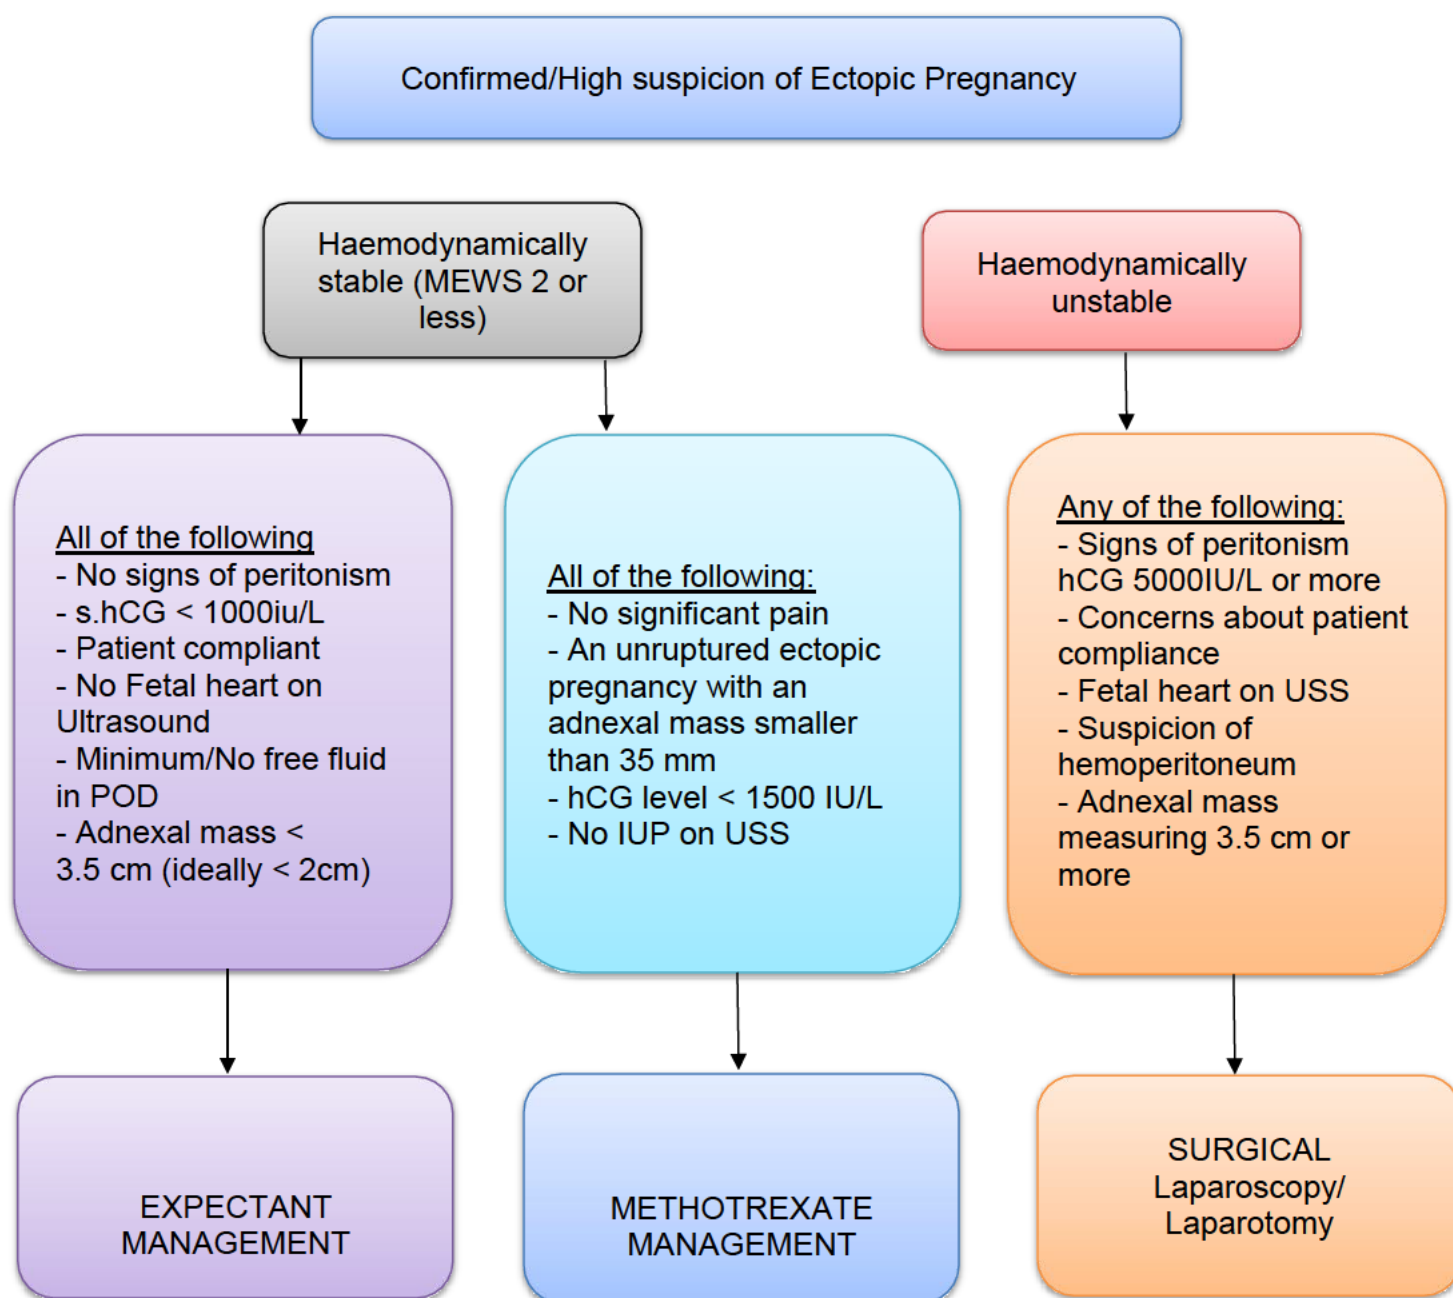 Confirmed/High suspicion of Ectopic Pregnancy
Haemodynamically
stable (MEWS 2 or
less)
Haemodynamically
unstable
All of the following
- No signs of peritonism
- s.hCG < 1000iu/L
- Patient compliant
- No Fetal heart on
Ultrasound
- Minimum/No free fluid
in POD
- Adnexal mass <
3.5 cm (ideally < 2cm)
All of the following:
- No significant pain
- An unruptured ectopic
pregnancy with an
adnexal mass smaller
than 35 mm
- hCG level < 1500 IU/L
- No IUP on USS
Any of the following:
- Signs of peritonism
hCG 5000IU/L or more
- Concerns about patient
compliance
- Fetal heart on USS
- Suspicion of
hemoperitoneum
- Adnexal mass
measuring 3.5 cm or
more
EXPECTANT
MANAGEMENT
METHOTREXATE
MANAGEMENT
SURGICAL
Laparoscopy/
Laparotomy